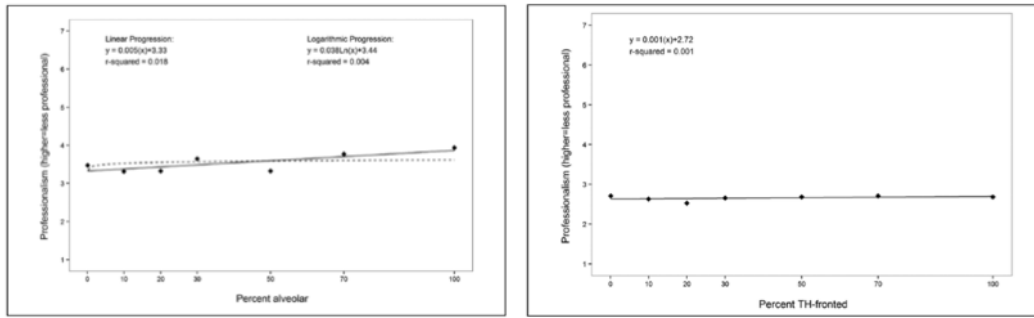 Linear Progression:
y = 0.005(x)+3.33
r-squared = 0.018
Logarithmic Progression:
y = 0.038Ln(x)+3.44
r-squared = 0.004
Professionalism (higher=less professional)
7
6
5
4
3
2
1
0 10 20 30 50 70 100
Percent alveolar
y = 0.001(x)+2.72
r-squared = 0.001
Professionalism (higher=less professional)
7
6
5
4
3
2
1
0 10 20 30 50 70 100
Percent TH-fronted